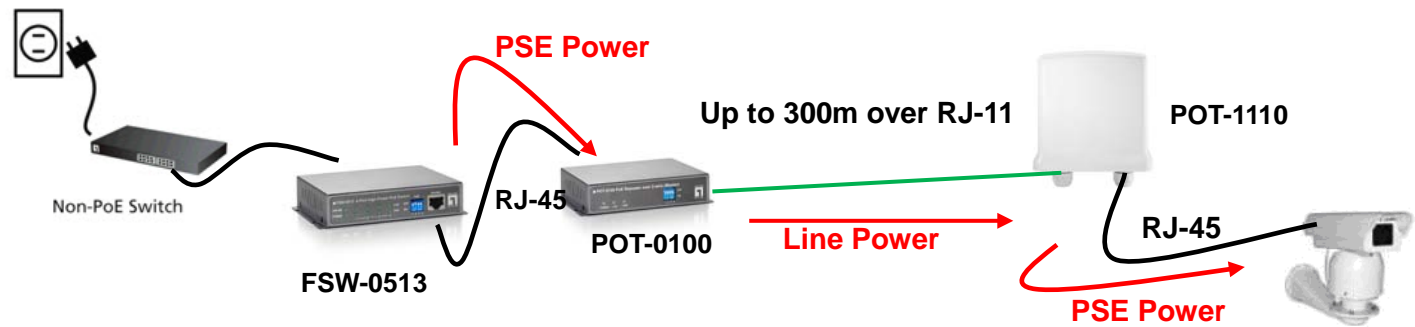 PSE Power
Up to 300m over RJ-11
POT-1110
Non-PoE Switch
RJ-45
POT-0100
Line Power
RJ-45
FSW-0513
PSE Power